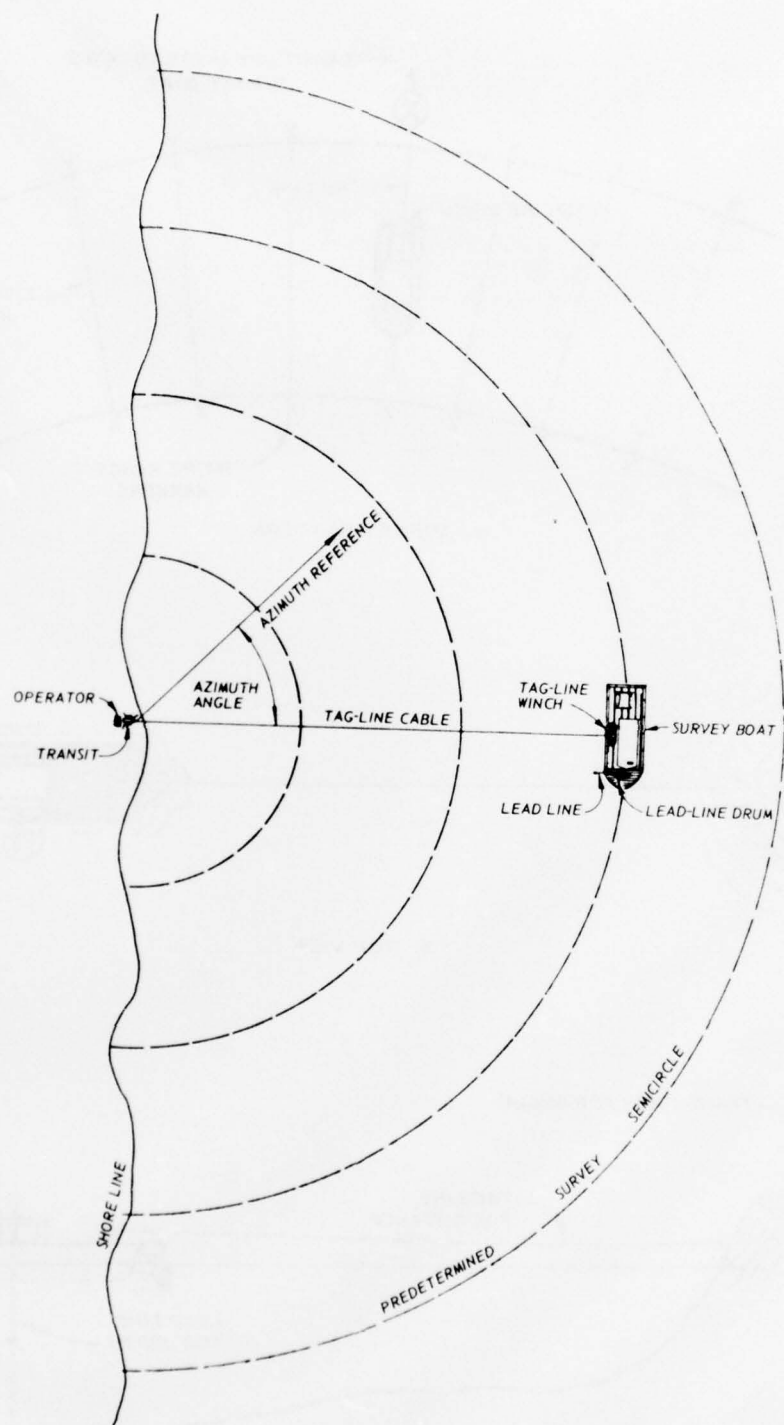 AZIMUTH REFERENCE
OPERATOR
AZIMUTH
ANGLE
TAG-LINE CABLE
TAG-LINE
WINCH
SURVEY BOAT
TRANSIT
LEAD LINE
LEAD-LINE DRUM
SHORE LINE
PREDETERMINED SURVEY SEMICIRCLE